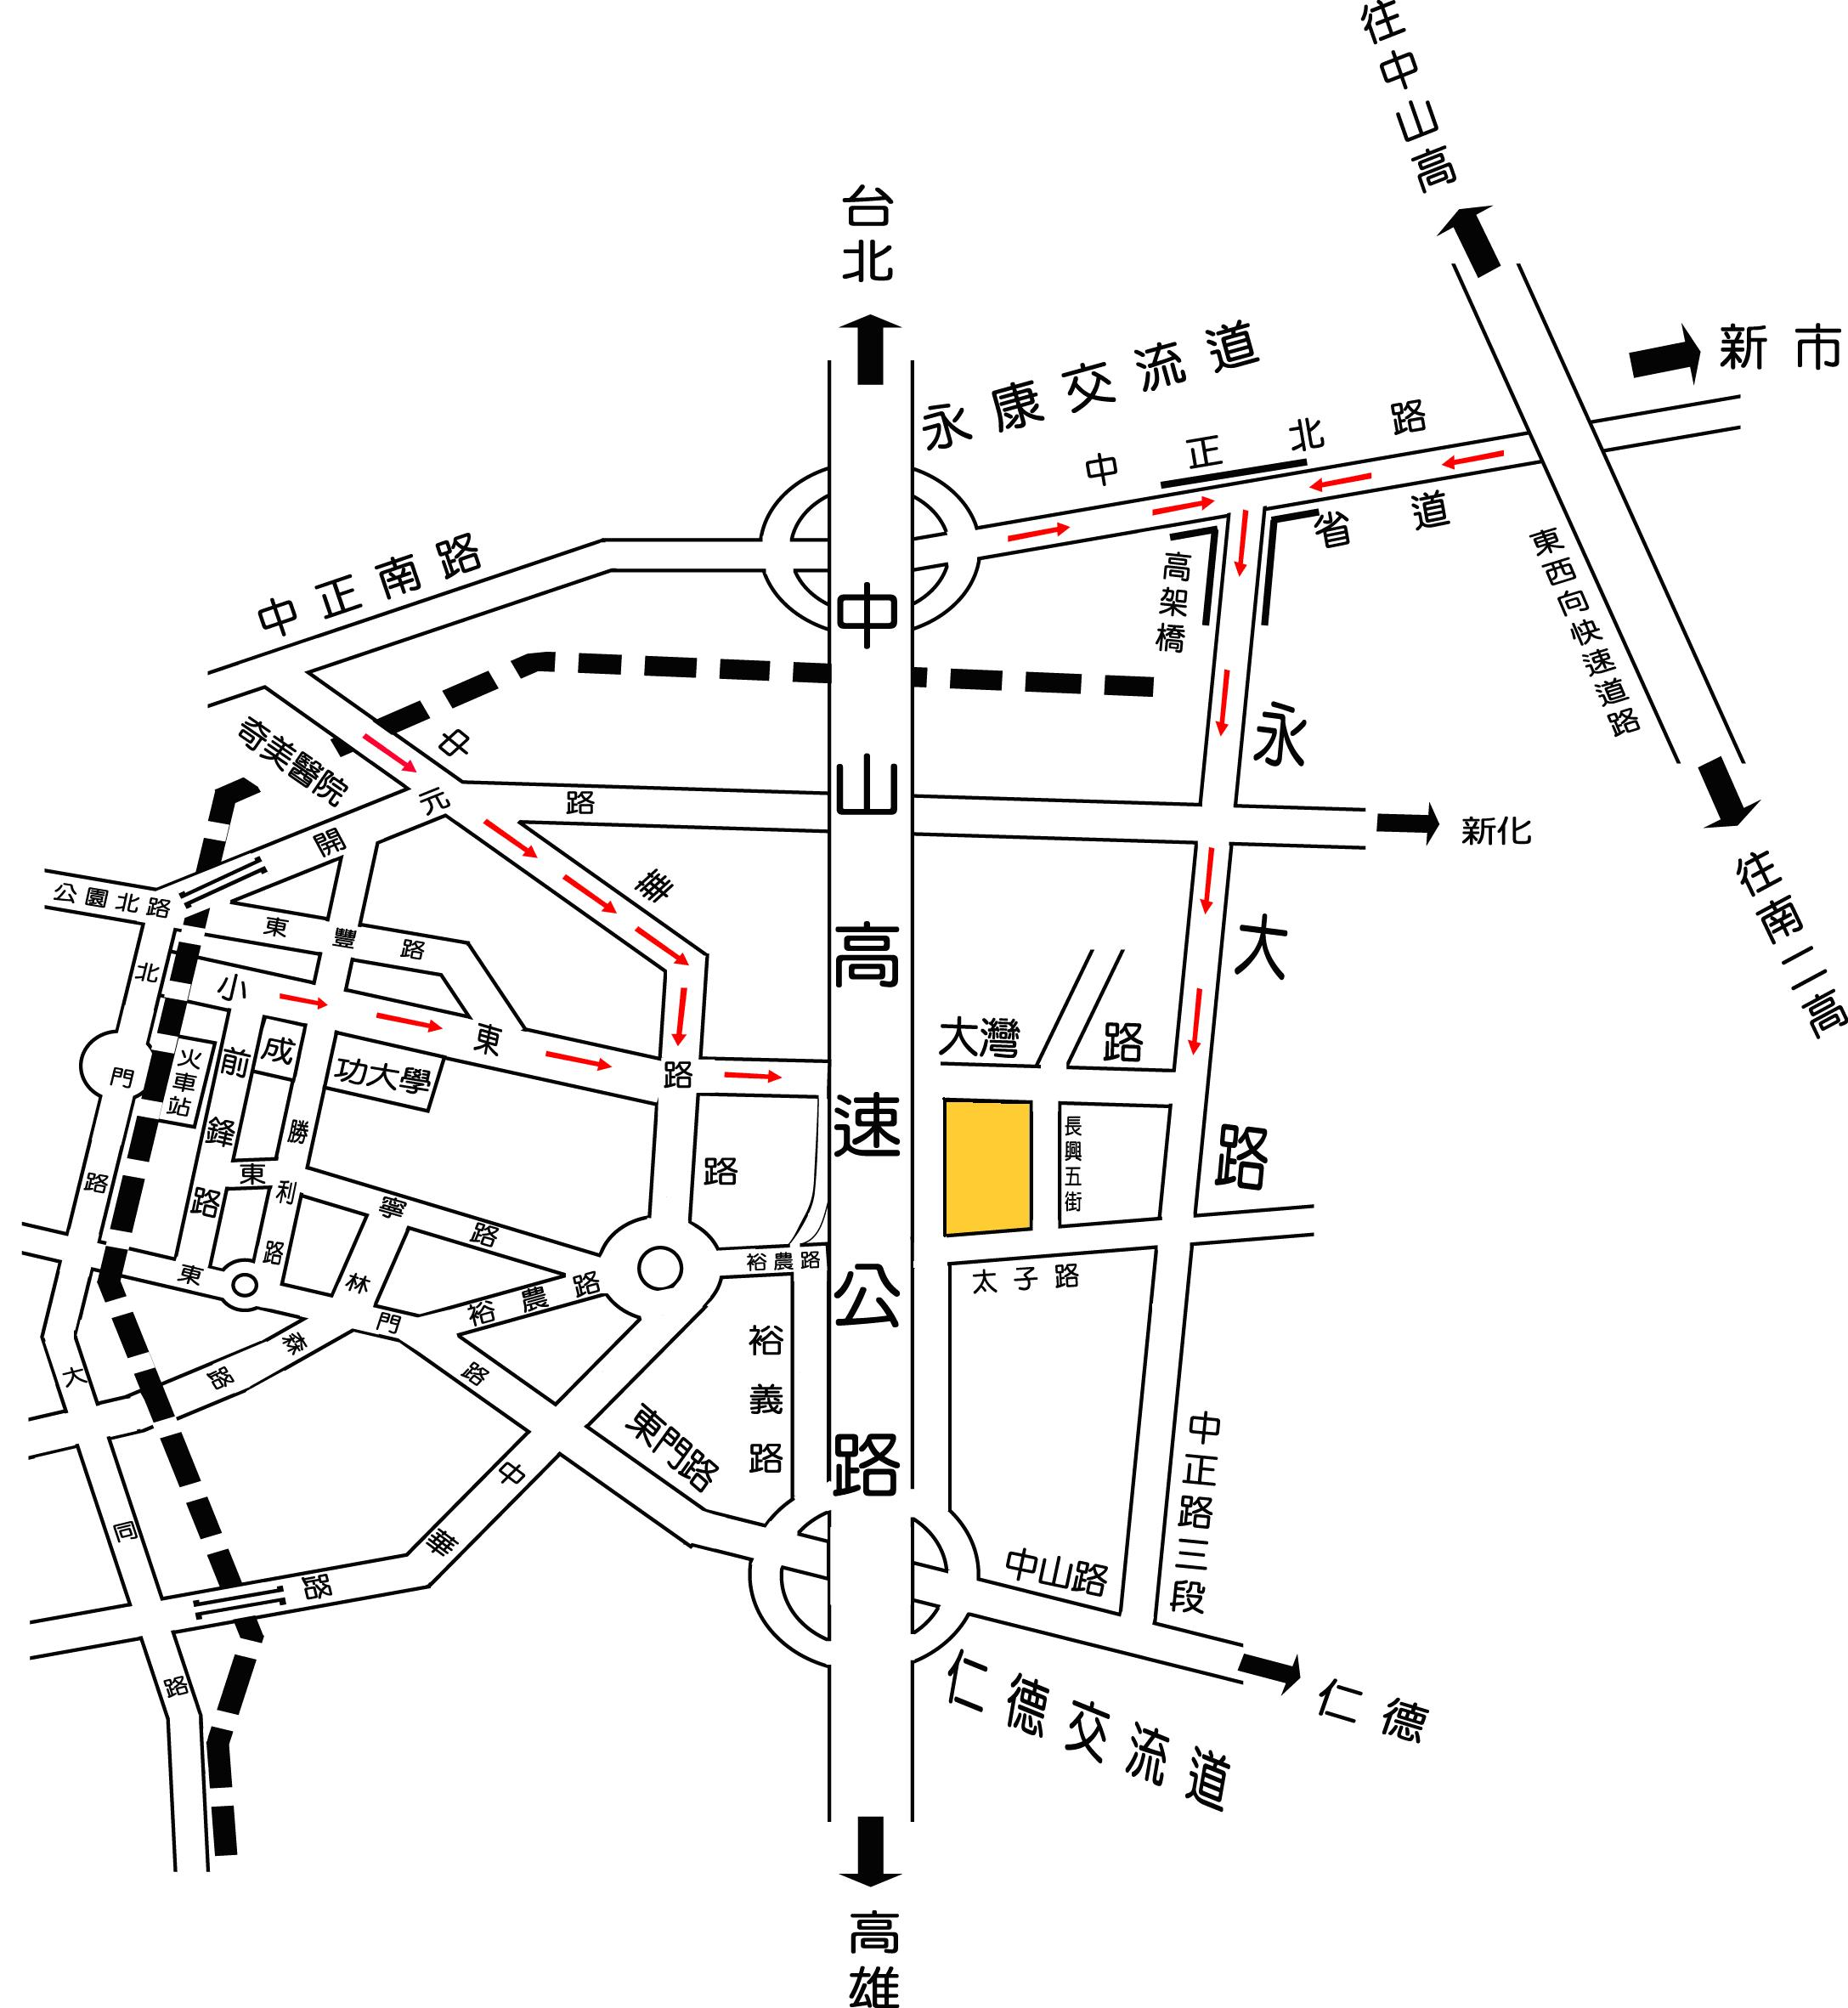 往中山高
台北
新市
永康交流道
中正北路
省道
東西向快速道路
高架橋
中正南路
中山高速公路
奇美醫院
中華路
開元路
永大路
新化
往南二高
公園北路
東豐路
北門路
小東路
火車站
前鋒路
成功大學
勝利路
大灣路
長興五街
東寧路
裕農路
裕農路
太子路
東門路
林森路
裕義路
東門路
大同路
中華路
中正路三段
中山路
仁德交流道
仁德
高雄